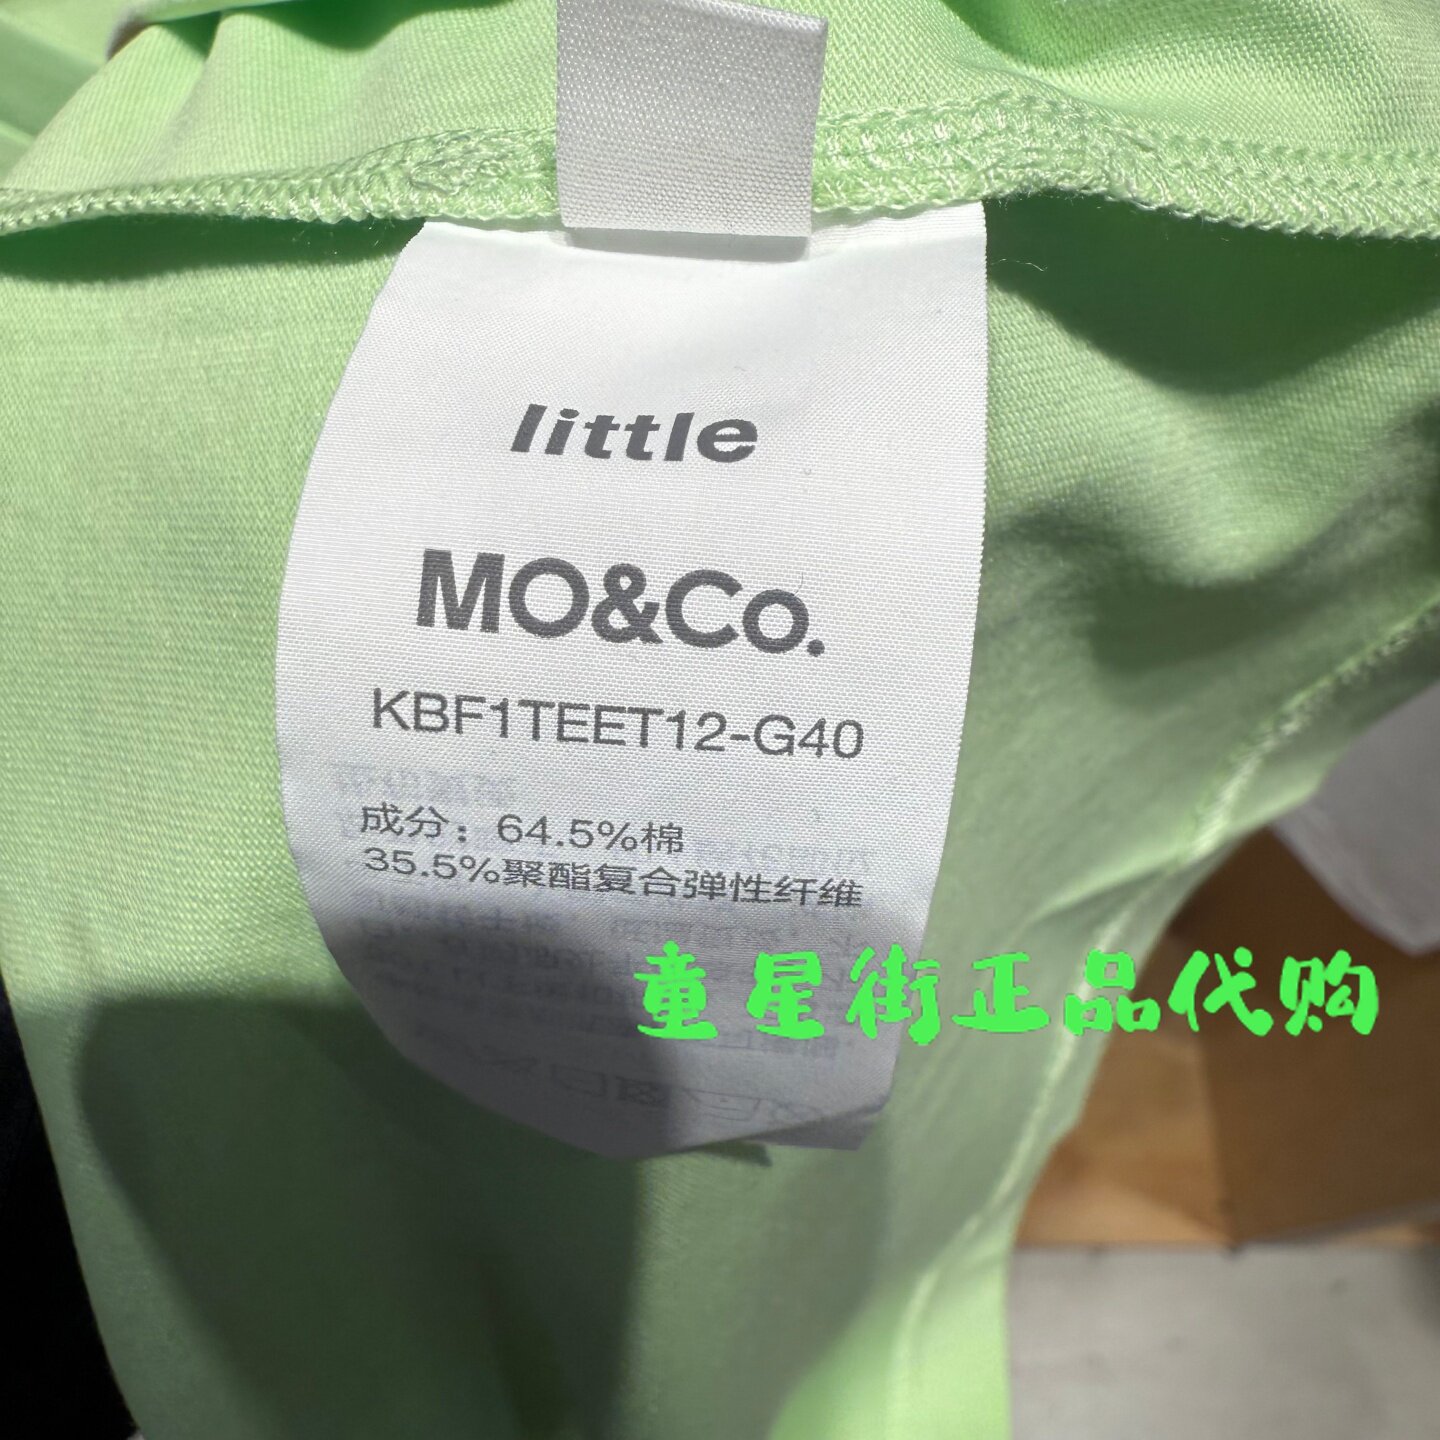 little
MO&Co.
KBF1TEET12-G40
成分：64.5%棉
35.5%聚酯复合弹性纤维
童星街正品代购